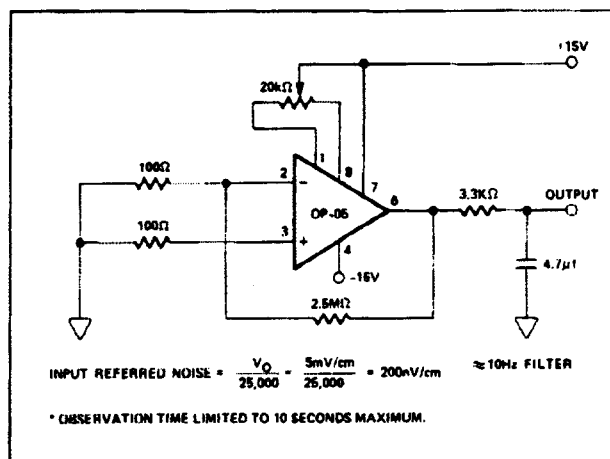 +15V
20kΩ
1
8
100Ω
2
−
7
6
3.3KΩ
OUTPUT
OP-05
100Ω
3
+
4
-15V
4.7μf
2.5MΩ
INPUT REFERRED NOISE = V_O / 25,000 = 5mV/cm / 25,000 = 200nV/cm
≈10Hz FILTER
* OBSERVATION TIME LIMITED TO 10 SECONDS MAXIMUM.